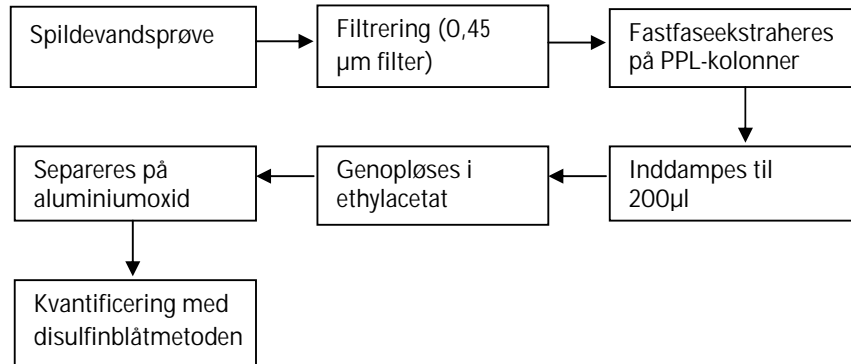 Spildevandsprøve
Filtrering (0,45
µm filter)
Fastfaseekstraheres
på PPL-kolonner
Inddampes til
200µl
Genopløses i
ethylacetat
Separeres på
aluminiumoxid
Kvantificering med
disulfinblåtmetoden